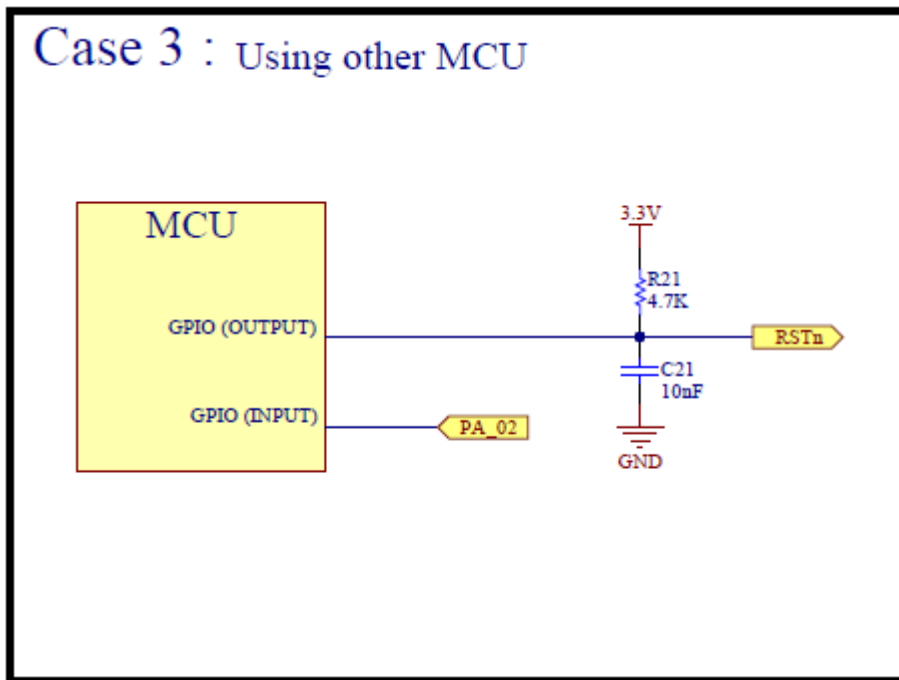 Case 3 : Using other MCU
MCU
3.3V
R21
4.7K
GPIO (OUTPUT)
RSTn
C21
10nF
GPIO (INPUT)
PA_02
GND